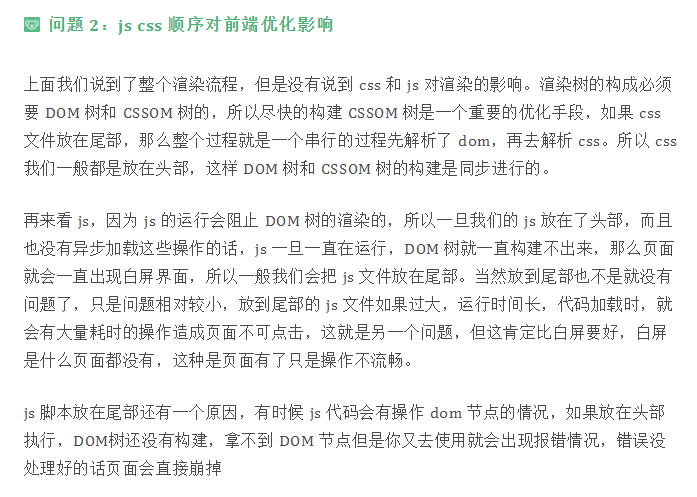 问题 2：js css 顺序对前端优化影响
上面我们说到了整个渲染流程，但是没有说到 css 和 js 对渲染的影响。渲染树的构成必须
要 DOM 树和 CSSOM 树的，所以尽快的构建 CSSOM 树是一个重要的优化手段，如果 css
文件放在尾部，那么整个过程就是一个串行的过程先解析了 dom，再去解析 css。所以 css
我们一般都是放在头部，这样 DOM 树和 CSSOM 树的构建是同步进行的。
再来看 js，因为 js 的运行会阻止 DOM 树的渲染的，所以一旦我们的 js 放在了头部，而且
也没有异步加载这些操作的话，js 一旦一直在运行，DOM 树就一直构建不出来，那么页面
就会一直出现白屏界面，所以一般我们会把 js 文件放在尾部。当然放到尾部也不是就没有
问题了，只是问题相对较小，放到尾部的 js 文件如果过大，运行时间长，代码加载时，就
会有大量耗时的操作造成页面不可点击，这就是另一个问题，但这肯定比白屏要好，白屏
是什么页面都没有，这种是页面有了只是操作不流畅。
js 脚本放在尾部还有一个原因，有时候 js 代码会有操作 dom 节点的情况，如果放在头部
执行，DOM树还没有构建，拿不到 DOM 节点但是你又去使用就会出现报错情况，错误没
处理好的话页面会直接崩掉